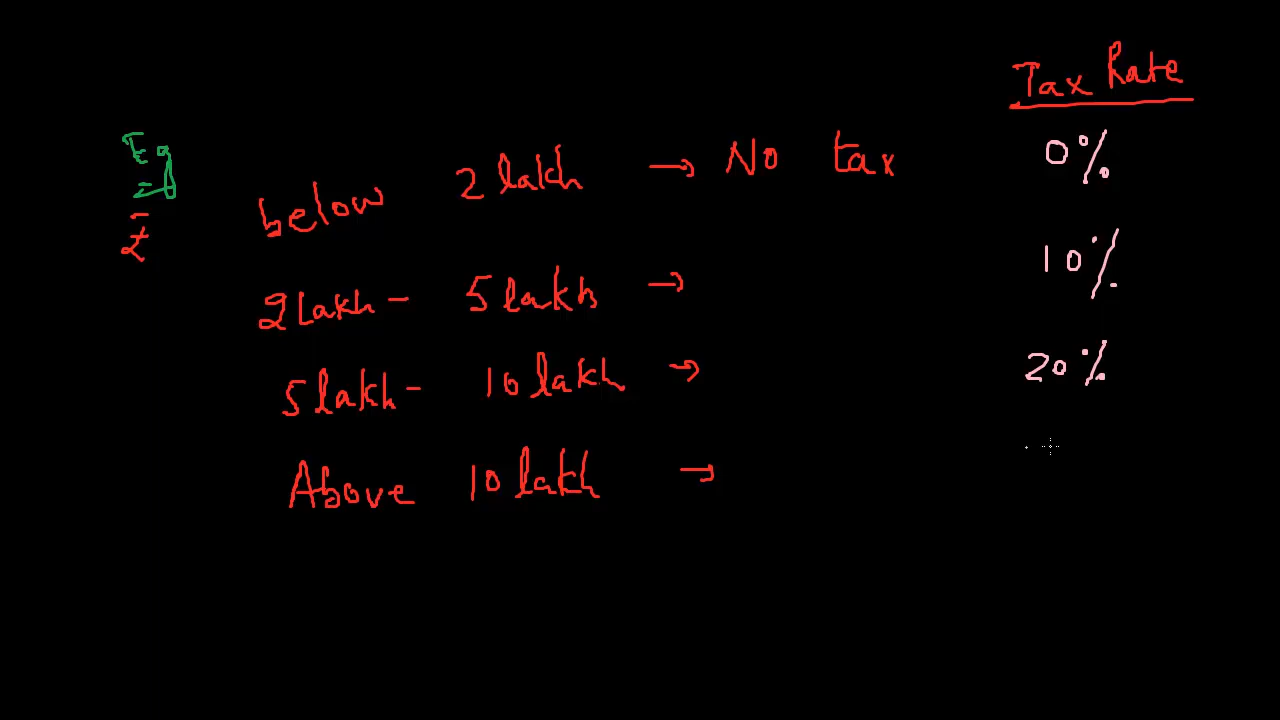 Tax Rate
Eg
below 2 lakh → No tax 0%
2 Lakh - 5 lakh → 10%
5 lakh - 10 lakh → 20%
Above 10 lakh →